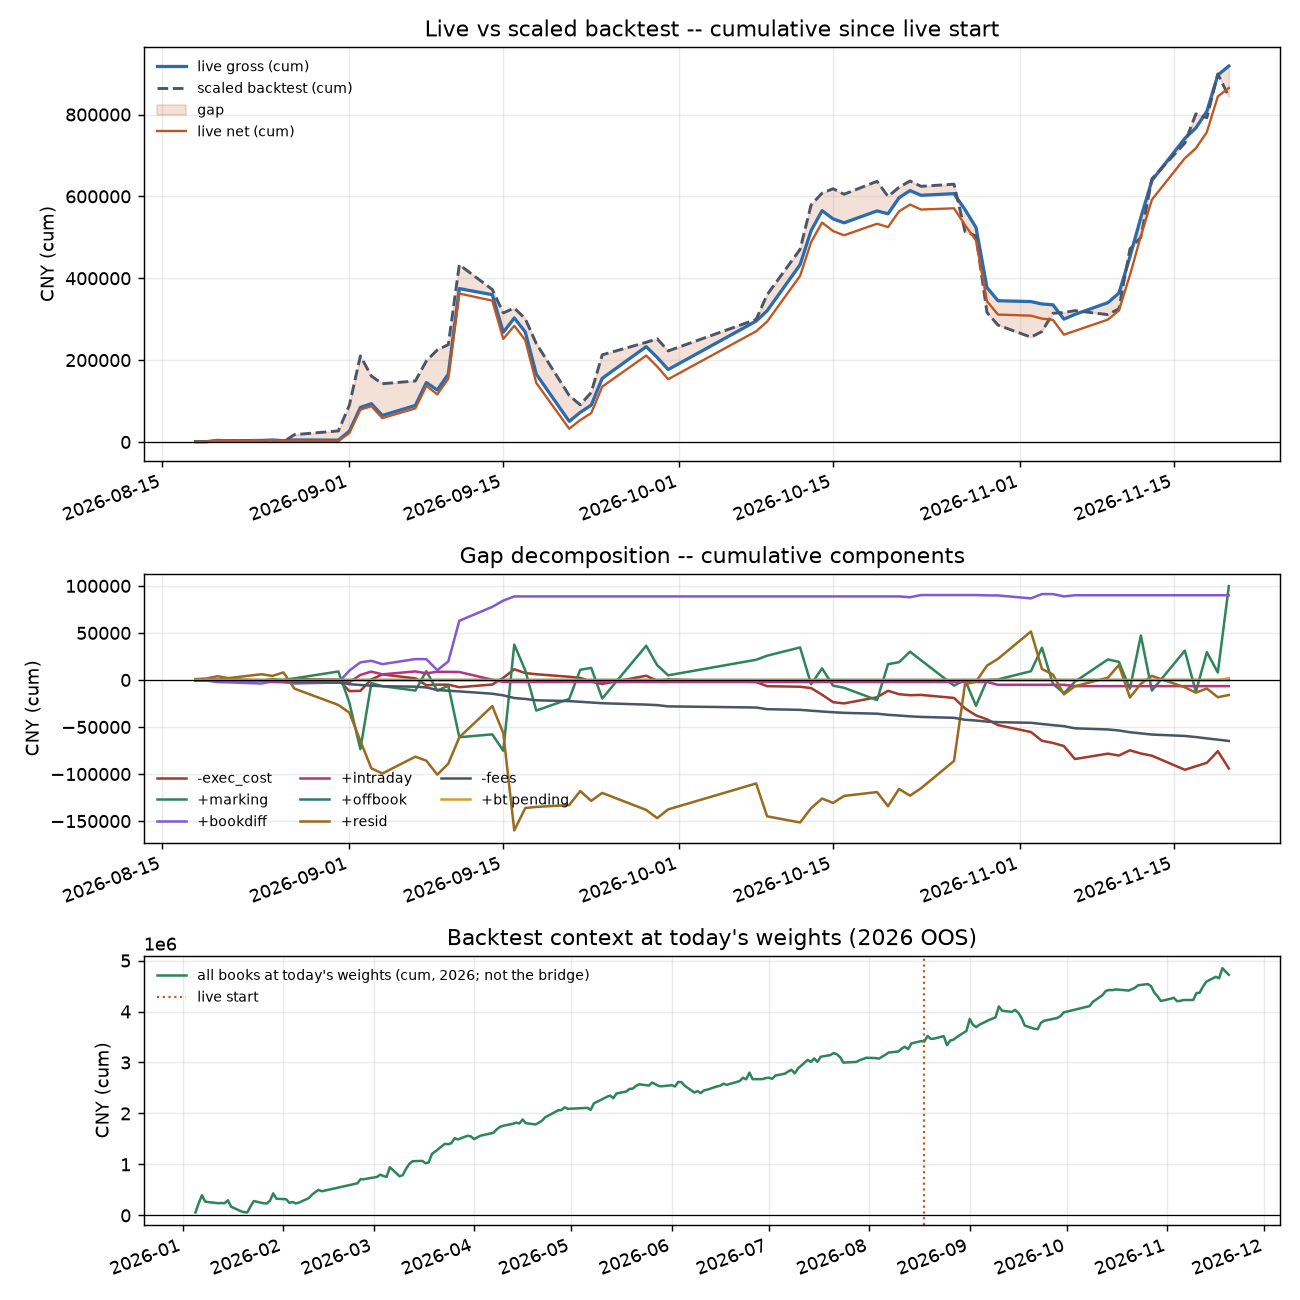 Live vs scaled backtest -- cumulative since live start
CNY (cum)
800000
600000
400000
200000
0
live gross (cum)
scaled backtest (cum)
gap
live net (cum)
2026-08-15
2026-09-01
2026-09-15
2026-10-01
2026-10-15
2026-11-01
2026-11-15
Gap decomposition -- cumulative components
CNY (cum)
100000
50000
0
−50000
−100000
−150000
-exec_cost
+marking
+bookdiff
+intraday
+offbook
+resid
-fees
+bt pending
2026-08-15
2026-09-01
2026-09-15
2026-10-01
2026-10-15
2026-11-01
2026-11-15
Backtest context at today's weights (2026 OOS)
1e6
CNY (cum)
5
4
3
2
1
0
all books at today's weights (cum, 2026; not the bridge)
live start
2026-01
2026-02
2026-03
2026-04
2026-05
2026-06
2026-07
2026-08
2026-09
2026-10
2026-11
2026-12